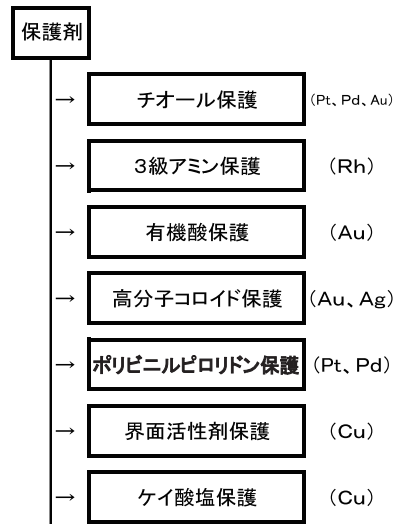 保護剤
→ チオール保護 (Pt、Pd、Au)
→ 3級アミン保護 (Rh)
→ 有機酸保護 (Au)
→ 高分子コロイド保護 (Au、Ag)
→ ポリビニルピロリドン保護 (Pt、Pd)
→ 界面活性剤保護 (Cu)
→ ケイ酸塩保護 (Cu)